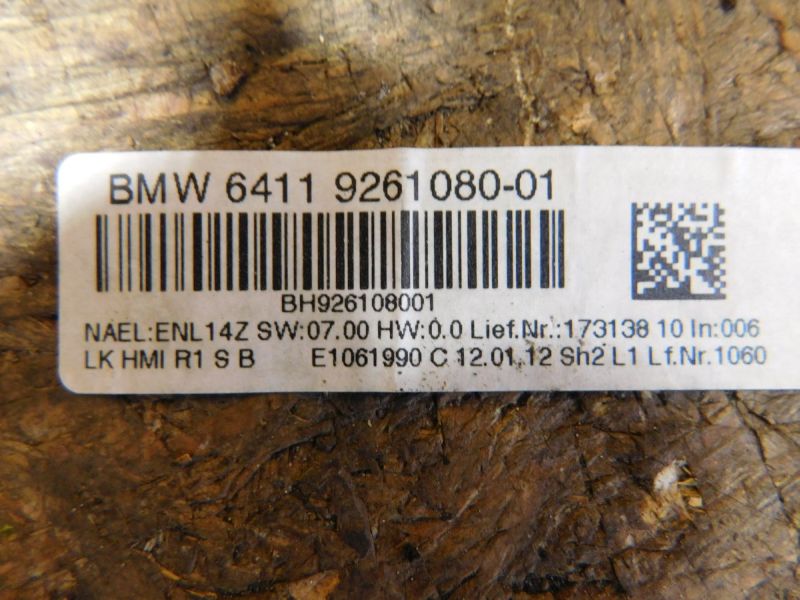 BMW 6411 9261080-01
BH926108001
NAEL:ENL14Z SW:07.00 HW:0.0 Lief.Nr.:173138 10 In:006
LK HMI R1 S B E1061990 C 12.01.12 Sh2 L1 Lf.Nr.1060